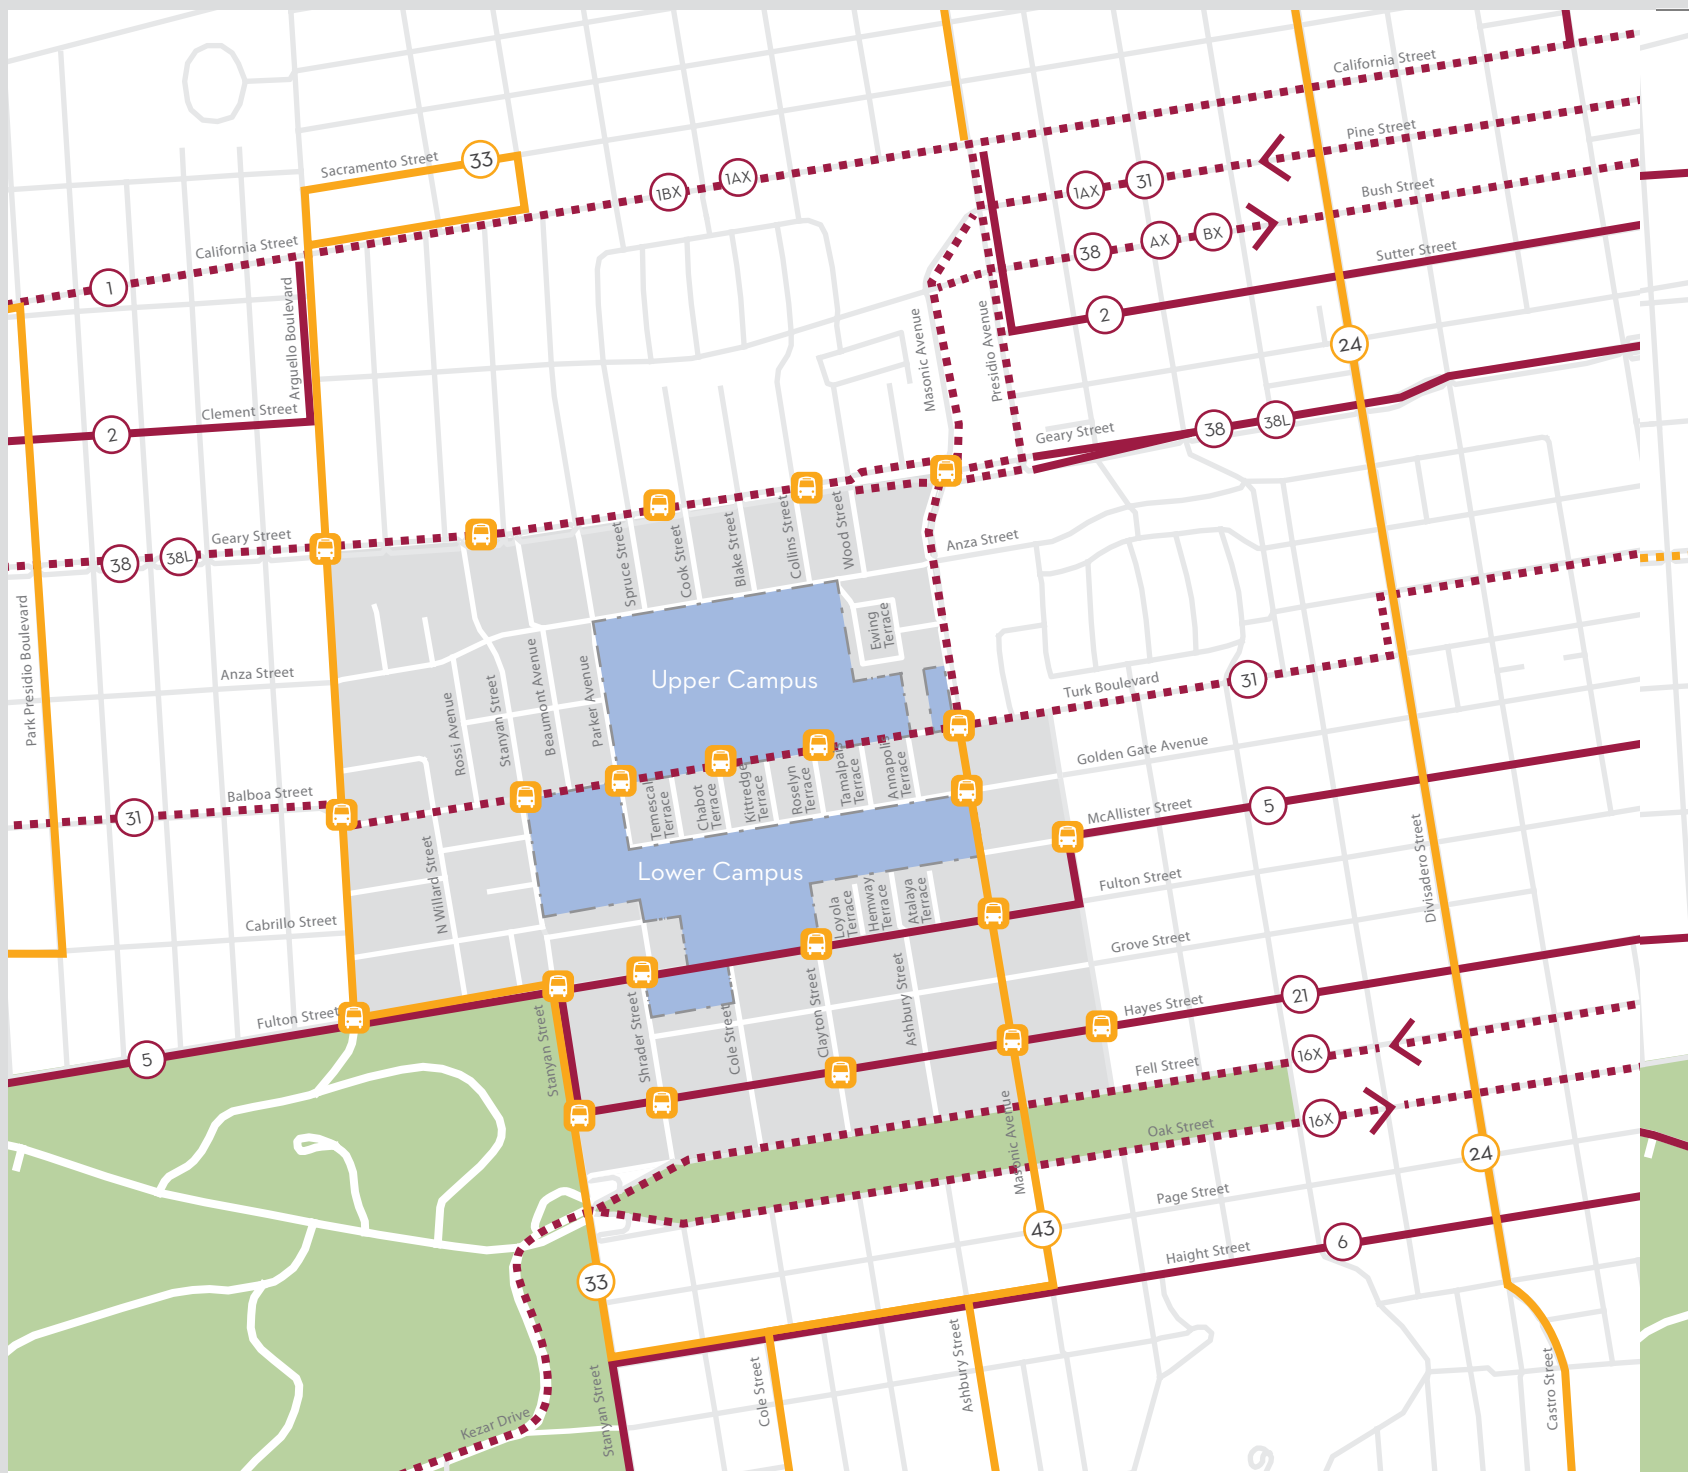 California Street
Pine Street
Sacramento Street
33
1BX
1AX
1AX
31
Bush Street
California Street
38
AX
BX
Sutter Street
1
Arguello Boulevard
Masonic Avenue
Presidio Avenue
2
24
Clement Street
2
Geary Street
38
38L
Geary Street
38
38L
Spruce Street
Cook Street
Blake Street
Collins Street
Wood Street
Anza Street
Park Presidio Boulevard
Ewing
Terrace
Anza Street
Upper Campus
Turk Boulevard
31
Rossi Avenue
Stanyan Street
Beaumont Avenue
Parker Avenue
Golden Gate Avenue
Balboa Street
31
Temescal
Terrace
Chabot
Terrace
Kittredge
Terrace
Roselyn
Terrace
Tamalpais
Terrace
Annapolis
Terrace
McAllister Street
5
N Willard Street
Lower Campus
Divisadero Street
Fulton Street
Loyola
Terrace
Hemway
Terrace
Atalaya
Terrace
Cabrillo Street
Grove Street
Fulton Street
5
Stanyan Street
Shrader Street
Cole Street
Clayton Street
Ashbury Street
Hayes Street
21
Fell Street
16X
Masonic Avenue
Oak Street
16X
24
Page Street
43
Haight Street
6
33
Kezar Drive
Stanyan Street
Cole Street
Ashbury Street
Castro Street